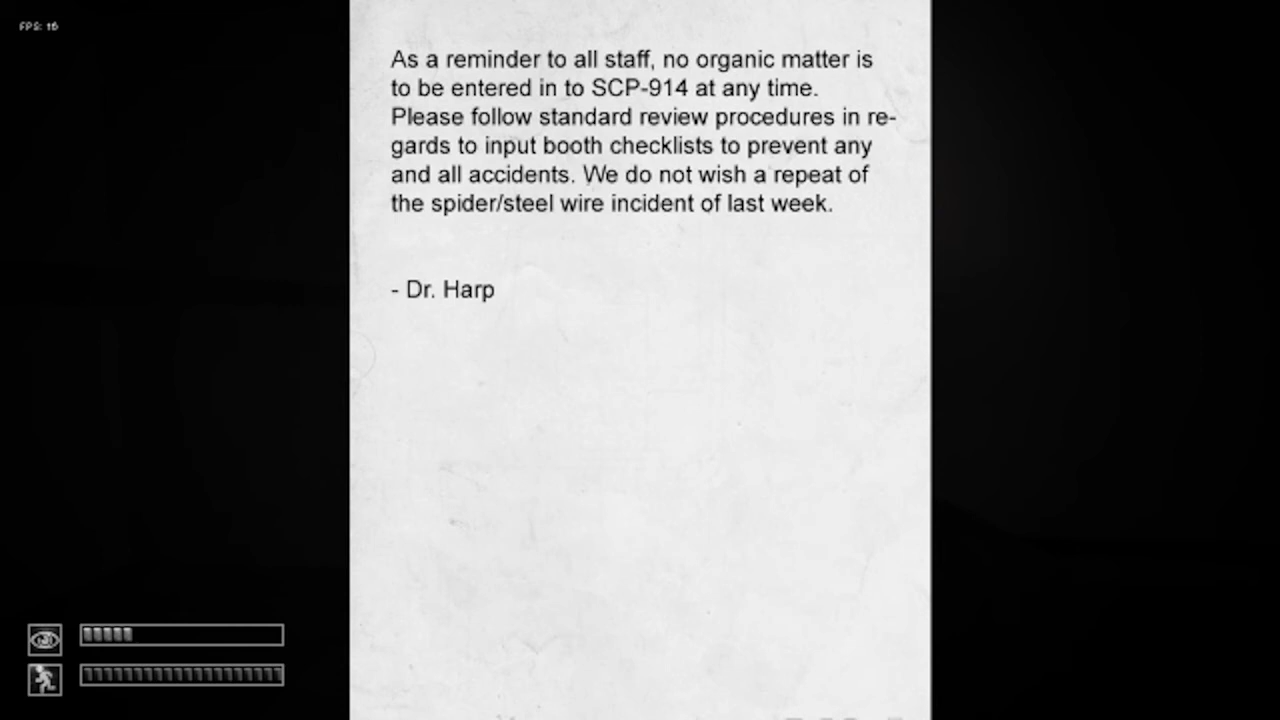 FPS: 16
As a reminder to all staff, no organic matter is
to be entered in to SCP-914 at any time.
Please follow standard review procedures in re-
gards to input booth checklists to prevent any
and all accidents. We do not wish a repeat of
the spider/steel wire incident of last week.
- Dr. Harp